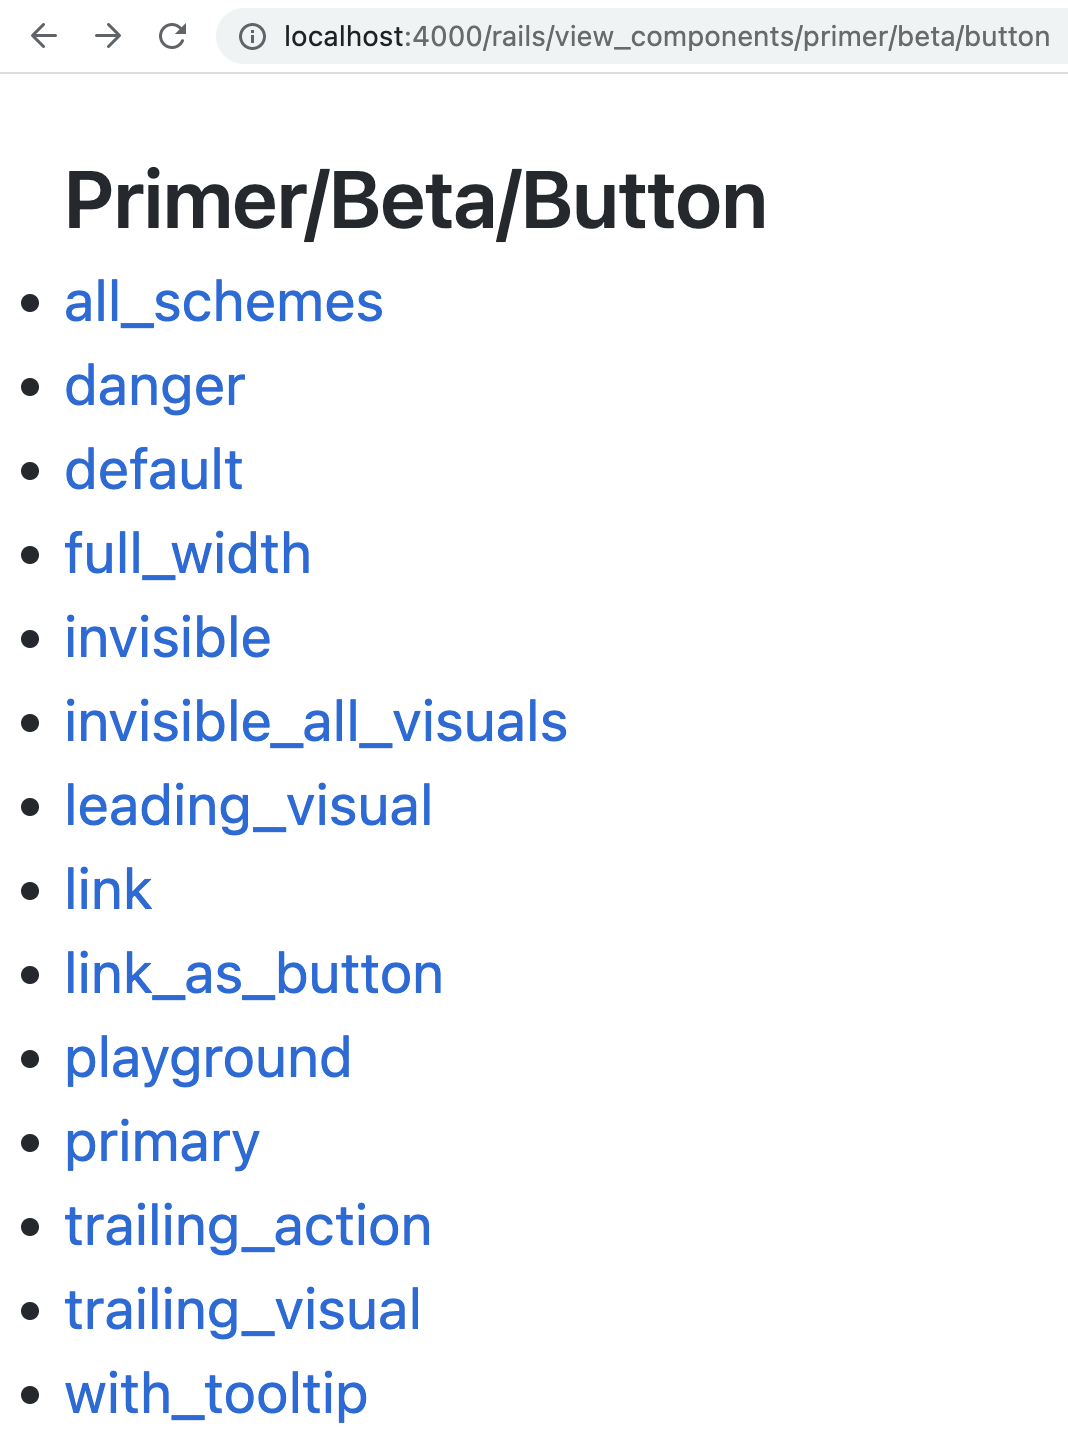 localhost:4000/rails/view_components/primer/beta/button
Primer/Beta/Button
all_schemes
danger
default
full_width
invisible
invisible_all_visuals
leading_visual
link
link_as_button
playground
primary
trailing_action
trailing_visual
with_tooltip